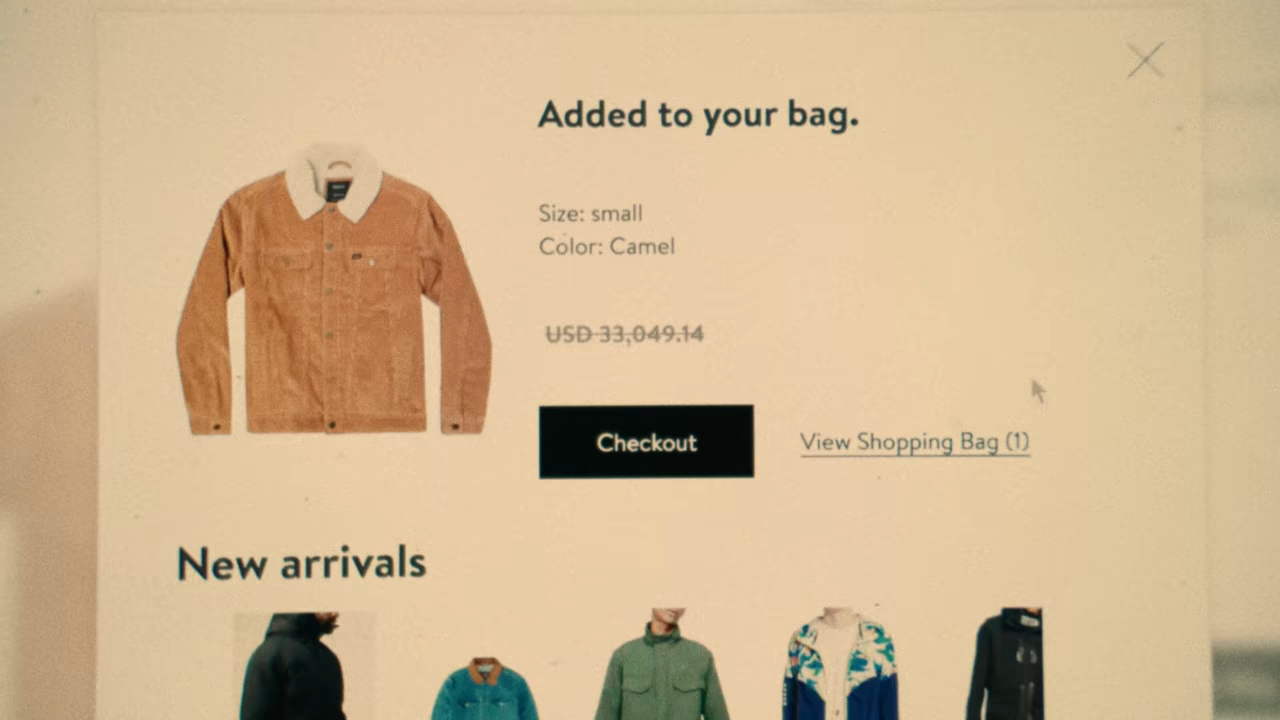 Added to your bag.
Size: small
Color: Camel
USD 33,049.14
Checkout
View Shopping Bag (1)
New arrivals